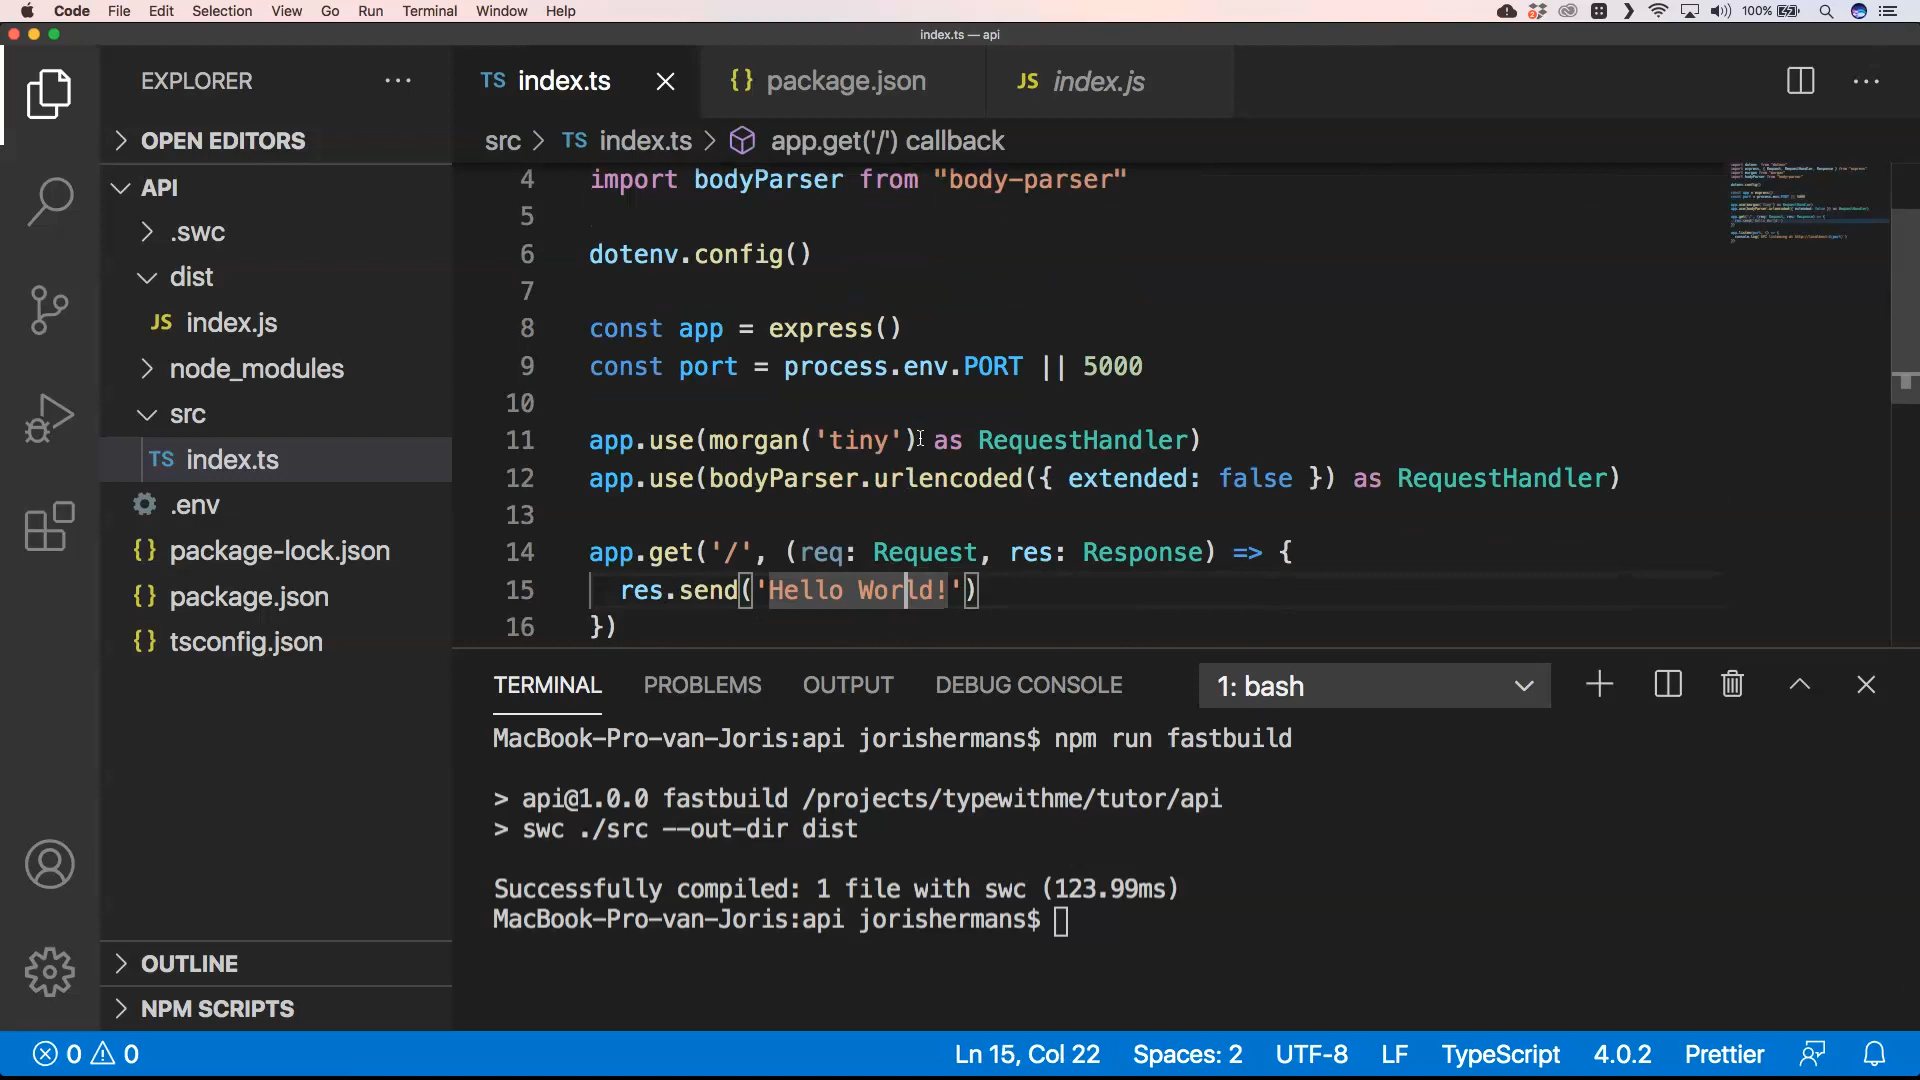 Code File Edit Selection View Go Run Terminal Window Help 100%
index.ts — api
EXPLORER
OPEN EDITORS
API
.swc
dist
JS index.js
node_modules
src
TS index.ts
.env
{} package-lock.json
{} package.json
{} tsconfig.json
OUTLINE
NPM SCRIPTS
TS index.ts
{} package.json
JS index.js
src > TS index.ts > app.get('/') callback
4 import bodyParser from "body-parser"
5
6 dotenv.config()
7
8 const app = express()
9 const port = process.env.PORT || 5000
10
11 app.use(morgan('tiny') as RequestHandler)
12 app.use(bodyParser.urlencoded({ extended: false }) as RequestHandler)
13
14 app.get('/', (req: Request, res: Response) => {
15 res.send('Hello World!')
16 })
TERMINAL PROBLEMS OUTPUT DEBUG CONSOLE 1: bash
MacBook-Pro-van-Joris:api jorishermans$ npm run fastbuild
> api@1.0.0 fastbuild /projects/typewithme/tutor/api
> swc ./src --out-dir dist
Successfully compiled: 1 file with swc (123.99ms)
MacBook-Pro-van-Joris:api jorishermans$
0 0 Ln 15, Col 22 Spaces: 2 UTF-8 LF TypeScript 4.0.2 Prettier